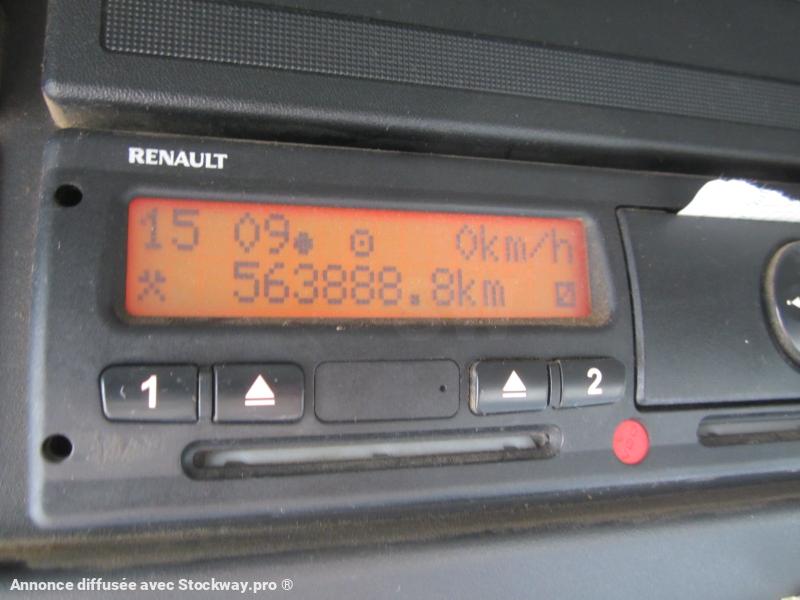 RENAULT
15 09 0km/h
563888.8km
1 2
Annonce diffusée avec Stockway.pro ®